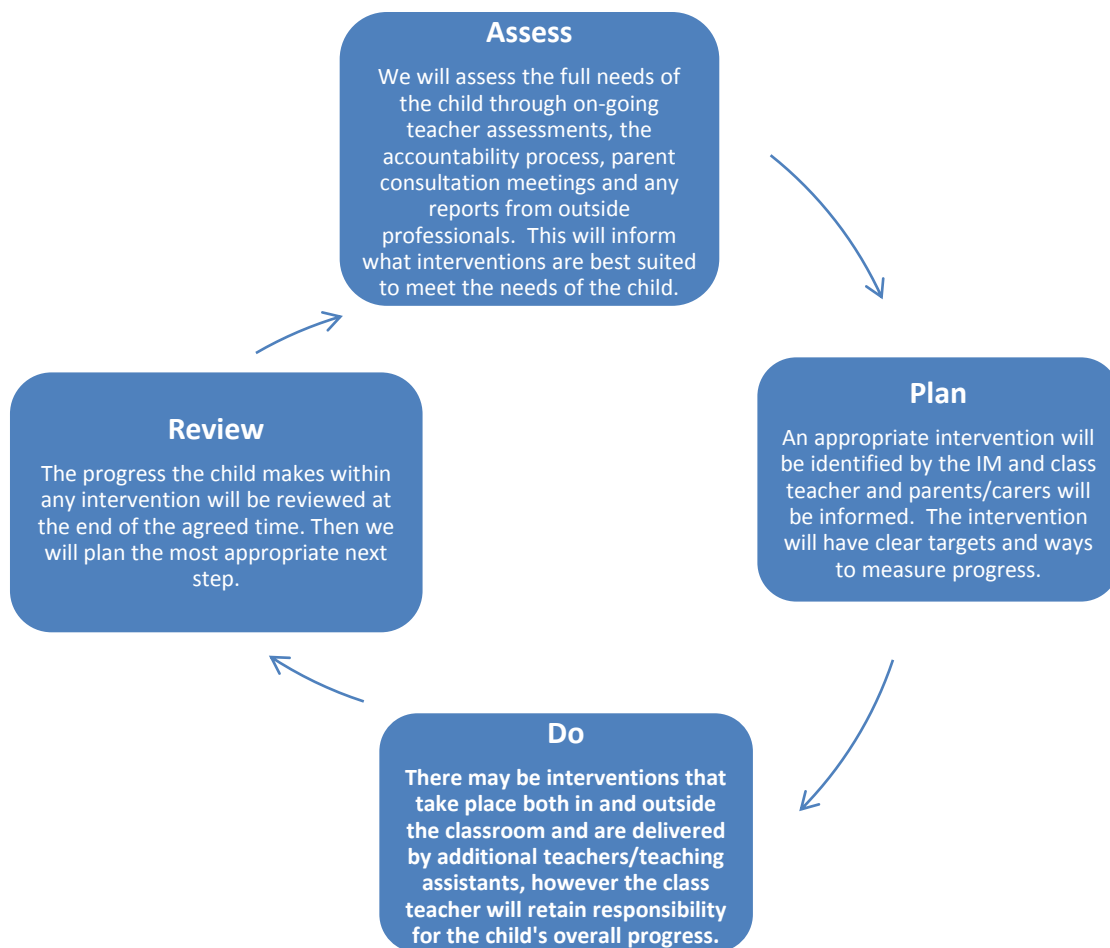 Assess
We will assess the full needs of
the child through on-going
teacher assessments, the
accountability process, parent
consultation meetings and any
reports from outside
professionals.  This will inform
what interventions are best suited
to meet the needs of the child.
Plan
An appropriate intervention will
be identified by the IM and class
teacher and parents/carers will
be informed.  The intervention
will have clear targets and ways
to measure progress.
Do
There may be interventions that
take place both in and outside
the classroom and are delivered
by additional teachers/teaching
assistants, however the class
teacher will retain responsibility
for the child's overall progress.
Review
The progress the child makes within
any intervention will be reviewed at
the end of the agreed time. Then we
will plan the most appropriate next
step.